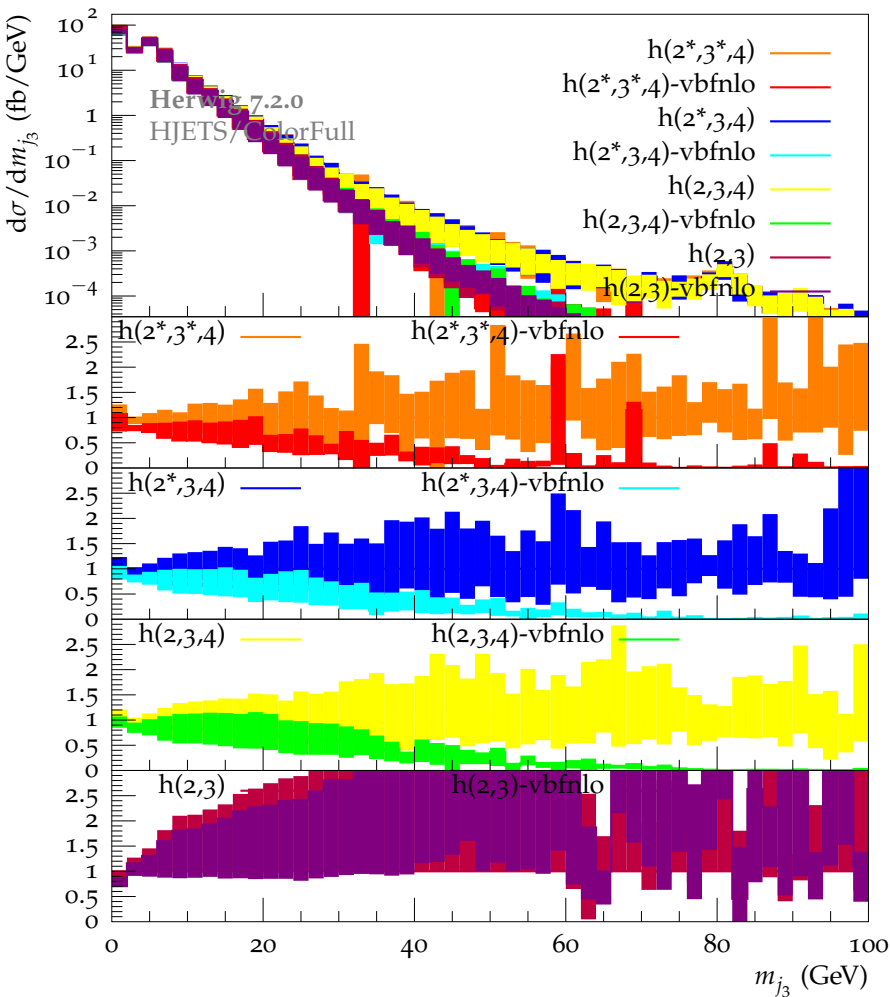 dσ/dm_{j_3} (fb/GeV)
10^2
10^1
1
10^{-1}
10^{-2}
10^{-3}
10^{-4}
Herwig 7.2.0
HJETS/ColorFull
h(2*,3*,4)
h(2*,3*,4)-vbfnlo
h(2*,3,4)
h(2*,3,4)-vbfnlo
h(2,3,4)
h(2,3,4)-vbfnlo
h(2,3)
h(2,3)-vbfnlo
h(2*,3*,4) h(2*,3*,4)-vbfnlo
2.5
2
1.5
1
0.5
0
h(2*,3,4) h(2*,3,4)-vbfnlo
2.5
2
1.5
1
0.5
0
h(2,3,4) h(2,3,4)-vbfnlo
2.5
2
1.5
1
0.5
0
h(2,3) h(2,3)-vbfnlo
2.5
2
1.5
1
0.5
0
0 20 40 60 80 100
m_{j_3} (GeV)